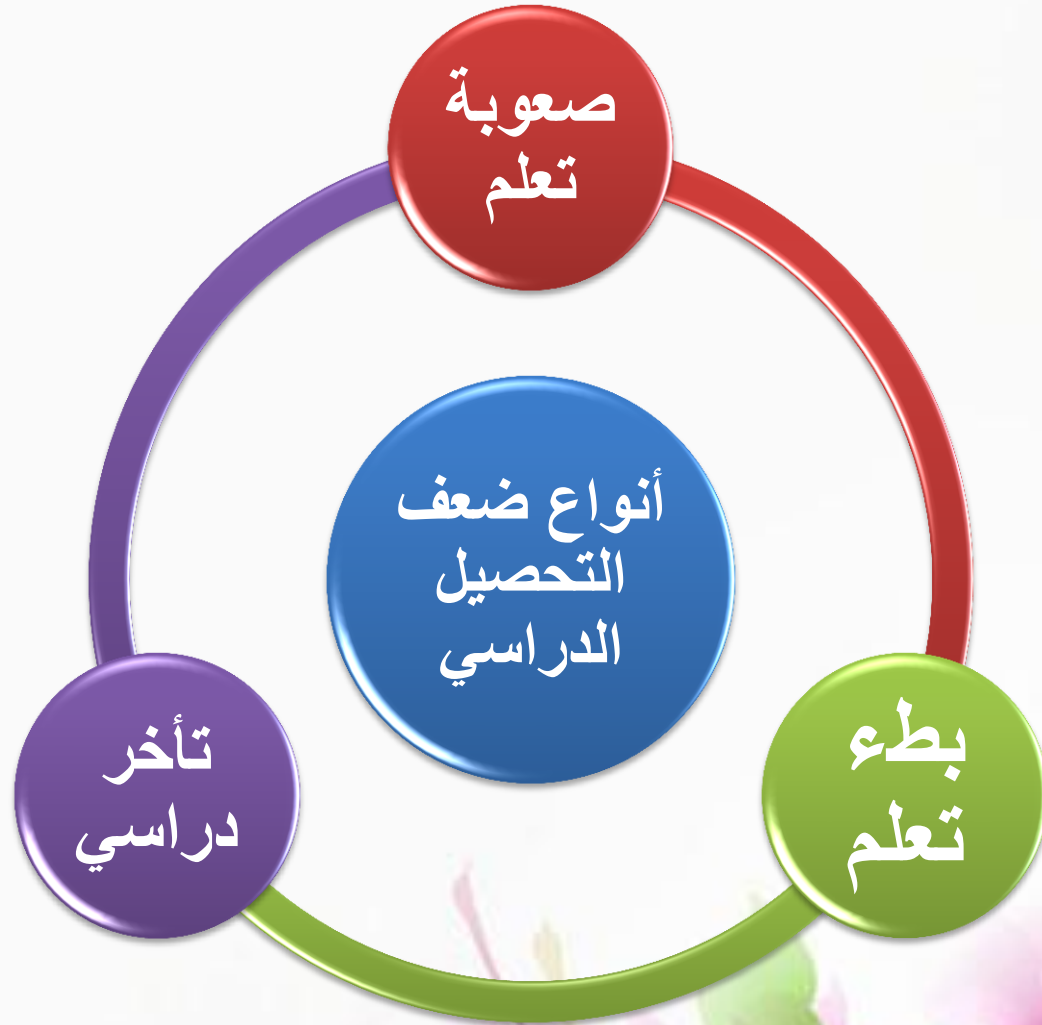 صعوبة
تعلم
أنواع ضعف
التحصيل
الدراسي
بطء
تعلم
تأخر
دراسي